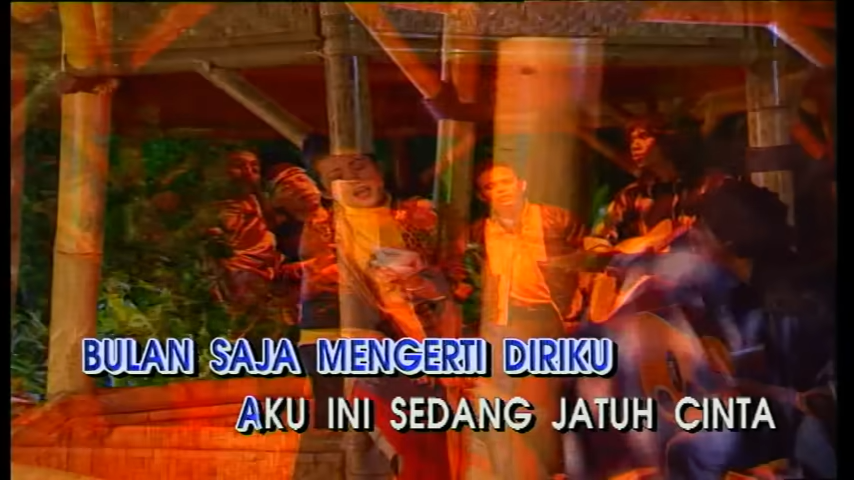 BULAN SAJA MENGERTI DIRIKU
AKU INI SEDANG JATUH CINTA